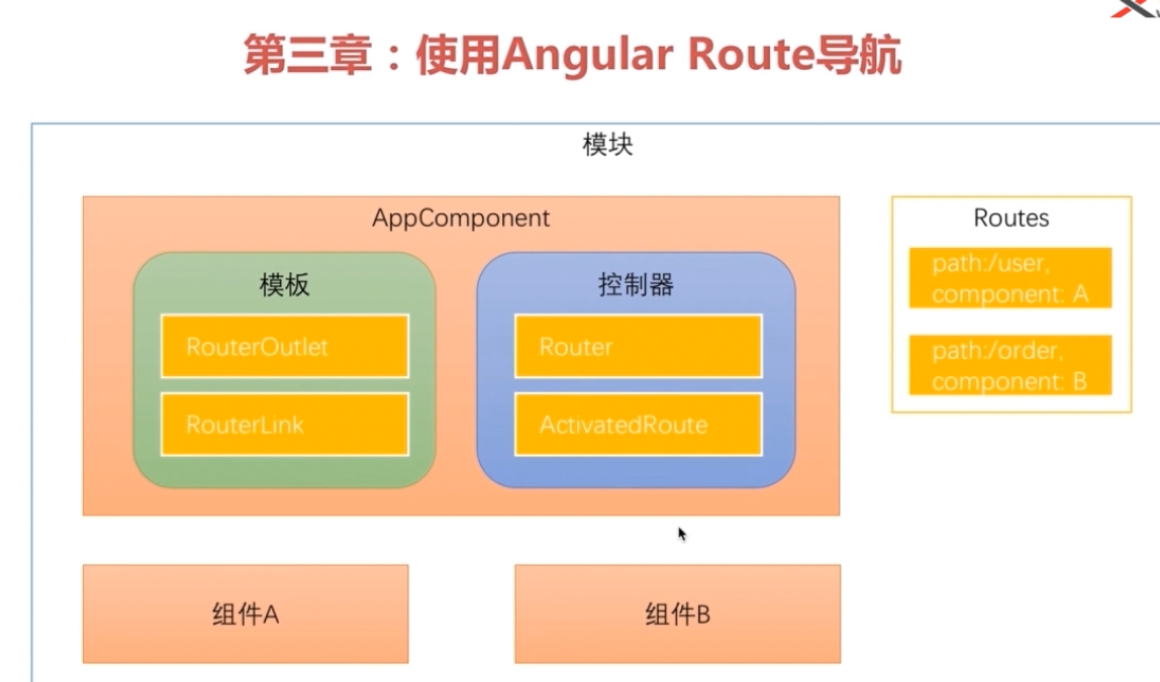 第三章：使用Angular Route导航
模块
AppComponent
模板
RouterOutlet
RouterLink
控制器
Router
ActivatedRoute
Routes
path:/user,
component: A
path:/order,
component: B
组件A
组件B